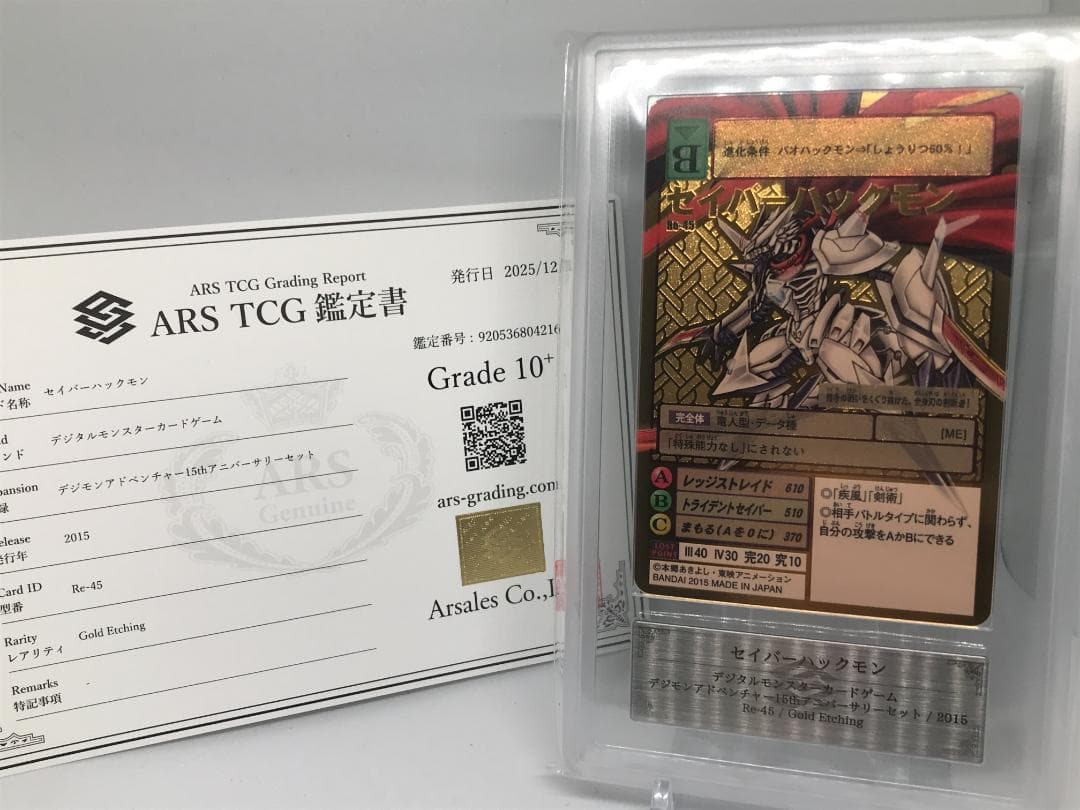 ARS TCG Grading Report
ARS TCG 鑑定書
発行日 2025/12
鑑定番号：920536804216
Name セイバーハックモン
ド名称
デジタルモンスターカードゲーム
ンド
pansion デジモンアドベンチャー15thアニバーサリーセット
録
Release 2015
発行年
Card ID Re-45
型番
Rarity Gold Etching
レアリティ
Remarks -
特記事項
ARS
Genuine
Grade 10+
ars-grading.com
Arsales Co.,
B
進化条件 バオハックモン⇨「しょうりつ60%！」
セイバーハックモン
Re-45
完全体 竜人型・データ種
[ME]
「特殊能力なし」にされない
A レッジストレイド 610
B トライデントセイバー 510
C まもる(Aを0に) 370
LOST POINT Ⅲ40 Ⅳ30 完20 究10
©本郷あきよし・東映アニメーション
BANDAI 2015 MADE IN JAPAN
◎「疾風」「剣術」
◎相手バトルタイプに関わらず、
自分の攻撃をAかBにできる
セイバーハックモン
デジタルモンスターカードゲーム
デジモンアドベンチャー15thアニバーサリーセット / 2015
Re-45 / Gold Etching